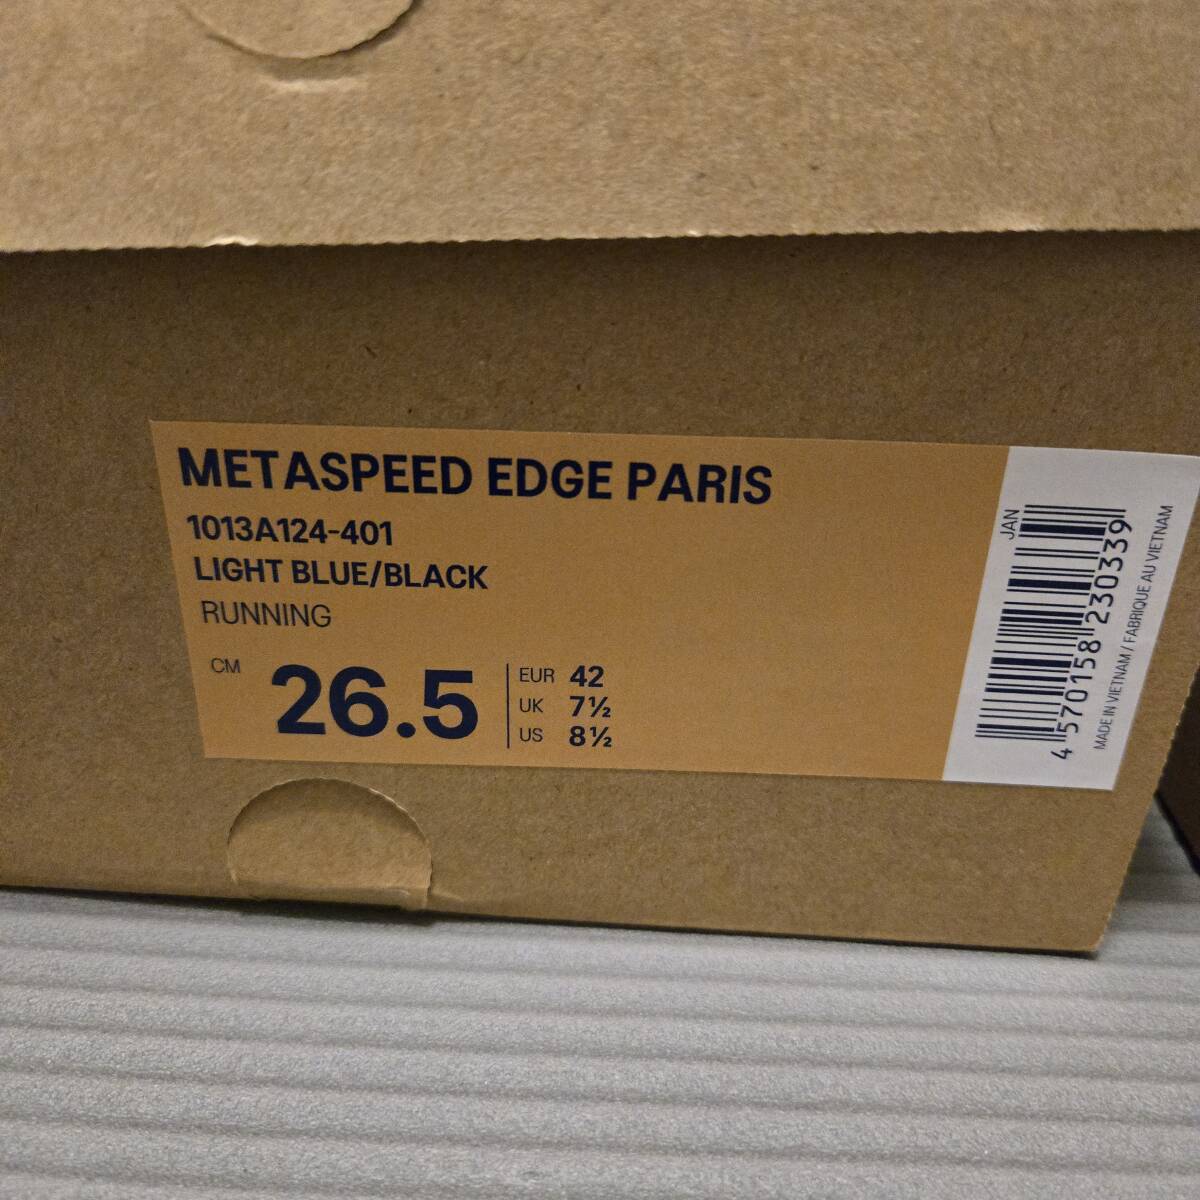 METASPEED EDGE PARIS
1013A124-401
LIGHT BLUE/BLACK
RUNNING
CM 26.5
EUR 42
UK 7½
US 8½
JAN
4 570158 230339
MADE IN VIETNAM / FABRIQUE AU VIETNAM